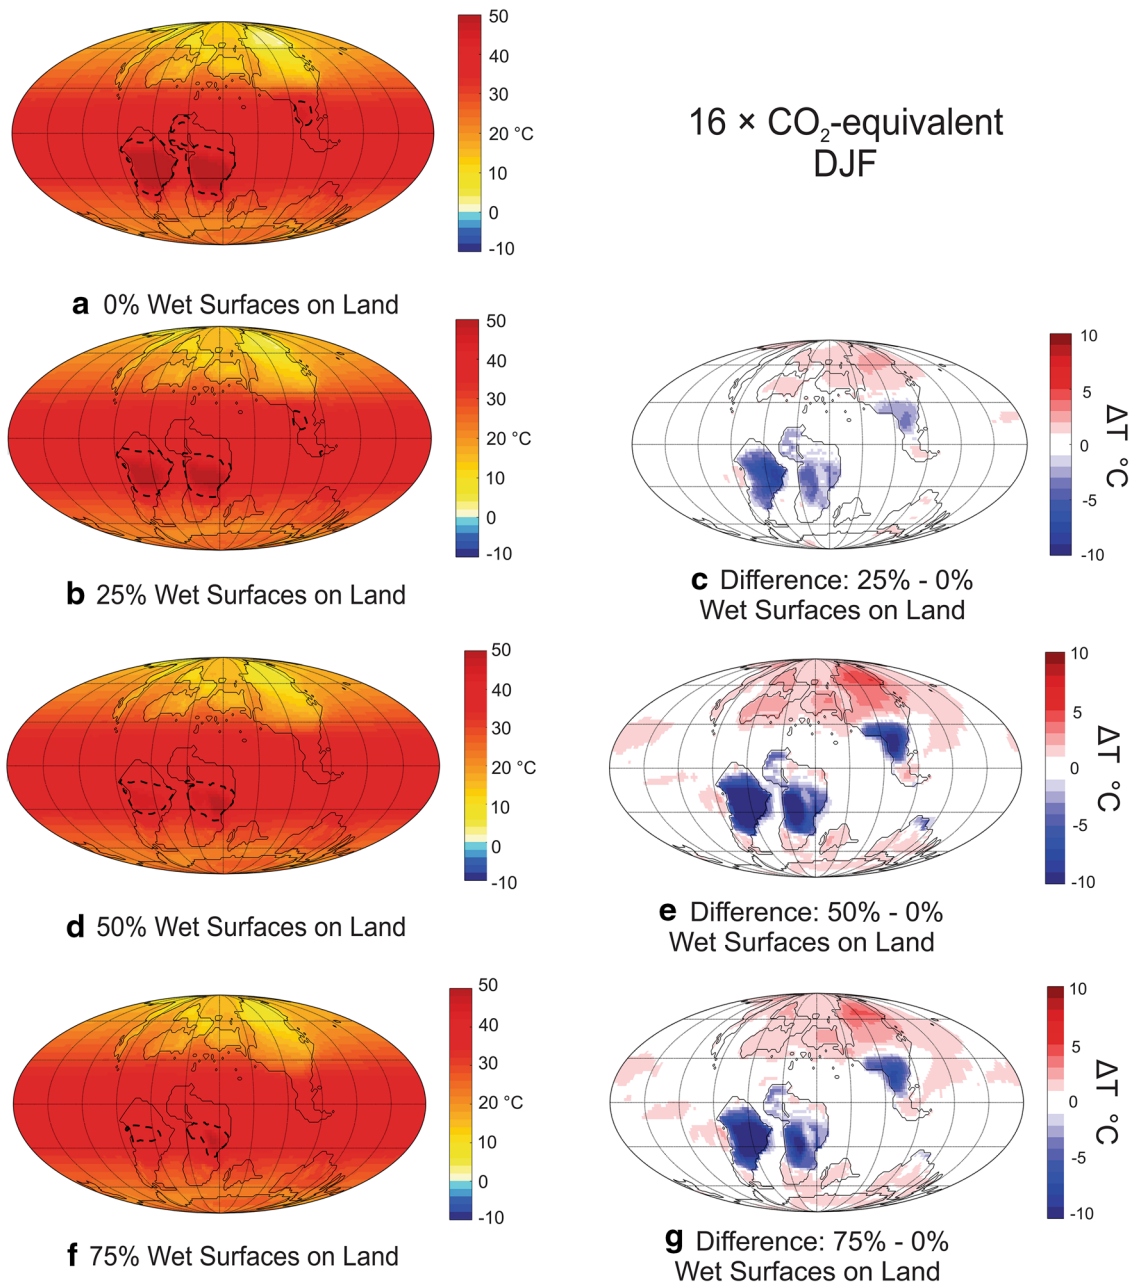 50
40
30
20 °C
10
0
-10
16 × CO₂-equivalent
DJF
a 0% Wet Surfaces on Land
50
40
30
20 °C
10
0
-10
b 25% Wet Surfaces on Land
10
5
0
-5
-10
ΔT °C
c Difference: 25% - 0%
Wet Surfaces on Land
50
40
30
20 °C
10
0
-10
d 50% Wet Surfaces on Land
10
5
0
-5
-10
ΔT °C
e Difference: 50% - 0%
Wet Surfaces on Land
50
40
30
20 °C
10
0
-10
f 75% Wet Surfaces on Land
10
5
0
-5
-10
ΔT °C
g Difference: 75% - 0%
Wet Surfaces on Land